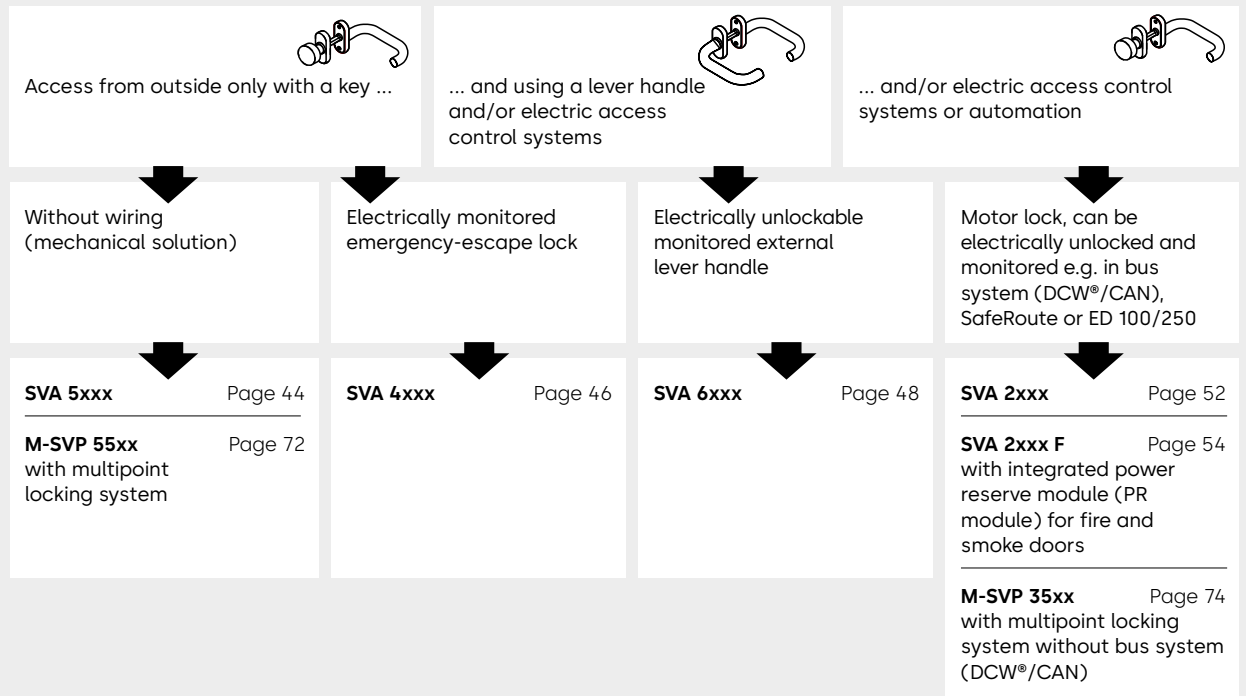 Access from outside only with a key ...
... and using a lever handle
and/or electric access
control systems
... and/or electric access control
systems or automation
Without wiring
(mechanical solution)
Electrically monitored
emergency-escape lock
Electrically unlockable
monitored external
lever handle
Motor lock, can be
electrically unlocked and
monitored e.g. in bus
system (DCW®/CAN),
SafeRoute or ED 100/250
SVA 5xxx Page 44
M-SVP 55xx Page 72
with multipoint
locking system
SVA 4xxx Page 46
SVA 6xxx Page 48
SVA 2xxx Page 52
SVA 2xxx F Page 54
with integrated power
reserve module (PR
module) for fire and
smoke doors
M-SVP 35xx Page 74
with multipoint locking
system without bus system
(DCW®/CAN)